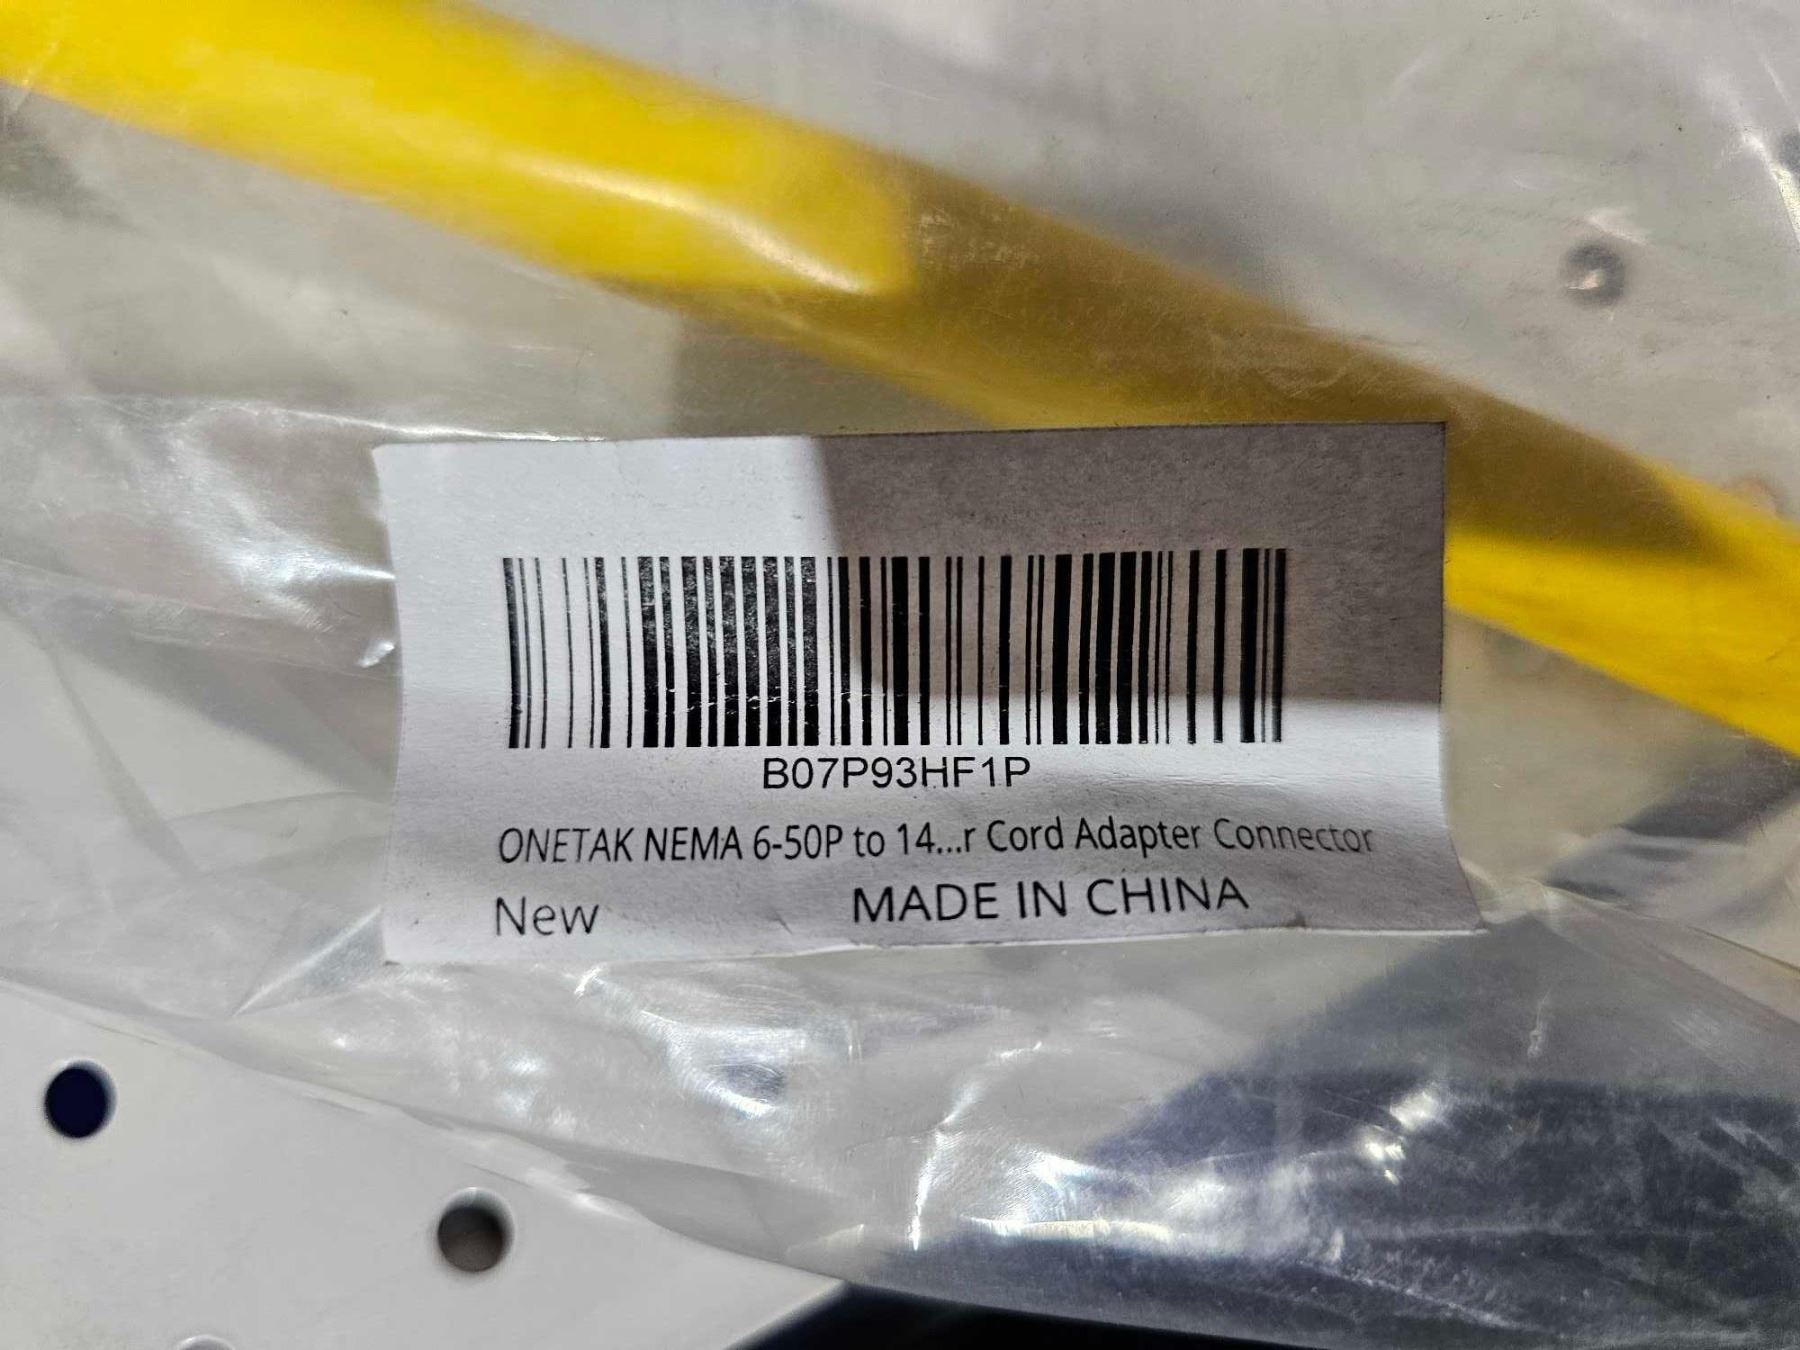 B07P93HF1P
ONETAK NEMA 6-50P to 14...r Cord Adapter Connector
New MADE IN CHINA